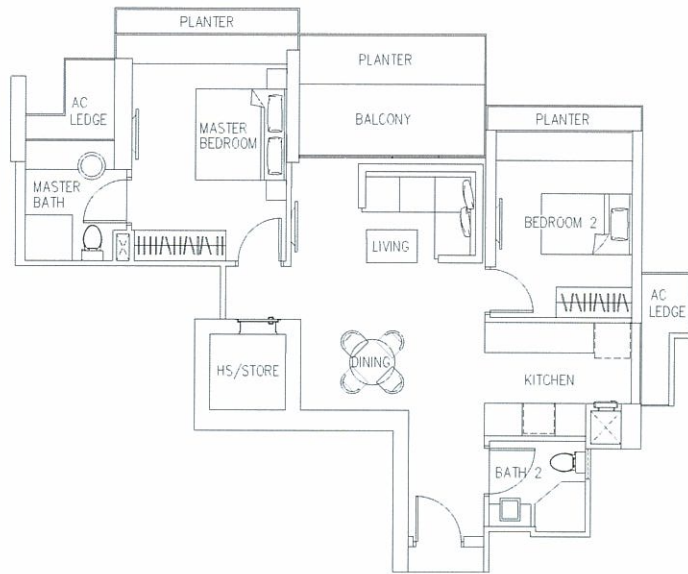 PLANTER
PLANTER
AC
LEDGE
BALCONY
PLANTER
MASTER
BEDROOM
MASTER
BATH
BEDROOM 2
LIVING
AC
LEDGE
HS/STORE
DINING
KITCHEN
BATH 2